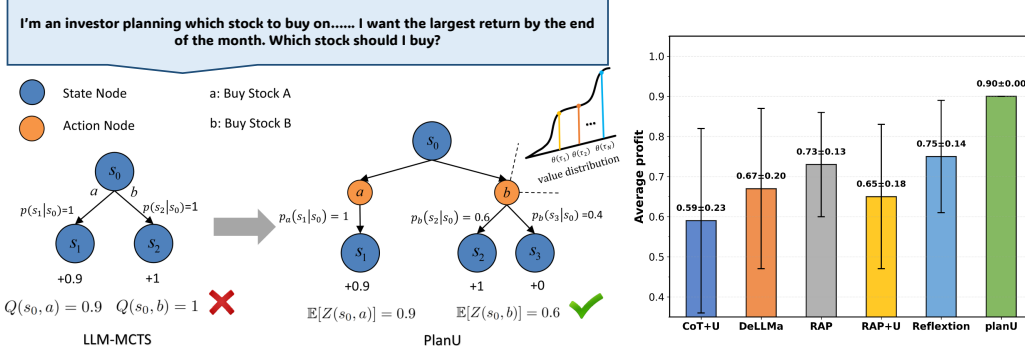 I'm an investor planning which stock to buy on...... I want the largest return by the end
of the month. Which stock should I buy?
State Node
a: Buy Stock A
Action Node
b: Buy Stock B
s₀
a
b
p(s₁|s₀)=1
p(s₂|s₀)=1
s₁
s₂
+0.9
+1
Q(s₀, a) = 0.9
Q(s₀, b) = 1
LLM-MCTS
s₀
a
b
pₐ(s₁|s₀) = 1
p_b(s₂|s₀) = 0.6
p_b(s₃|s₀) =0.4
s₁
s₂
s₃
+0.9
+1
+0
𝔼[Z(s₀, a)] = 0.9
𝔼[Z(s₀, b)] = 0.6
PlanU
...
θ(τ₁) θ(τ₂) θ(τ_N)
value distribution
Average profit
1.0
0.9
0.8
0.7
0.6
0.5
0.4
0.59±0.23
0.67±0.20
0.73±0.13
0.65±0.18
0.75±0.14
0.90±0.00
CoT+U
DeLLMa
RAP
RAP+U
Reflextion
planU